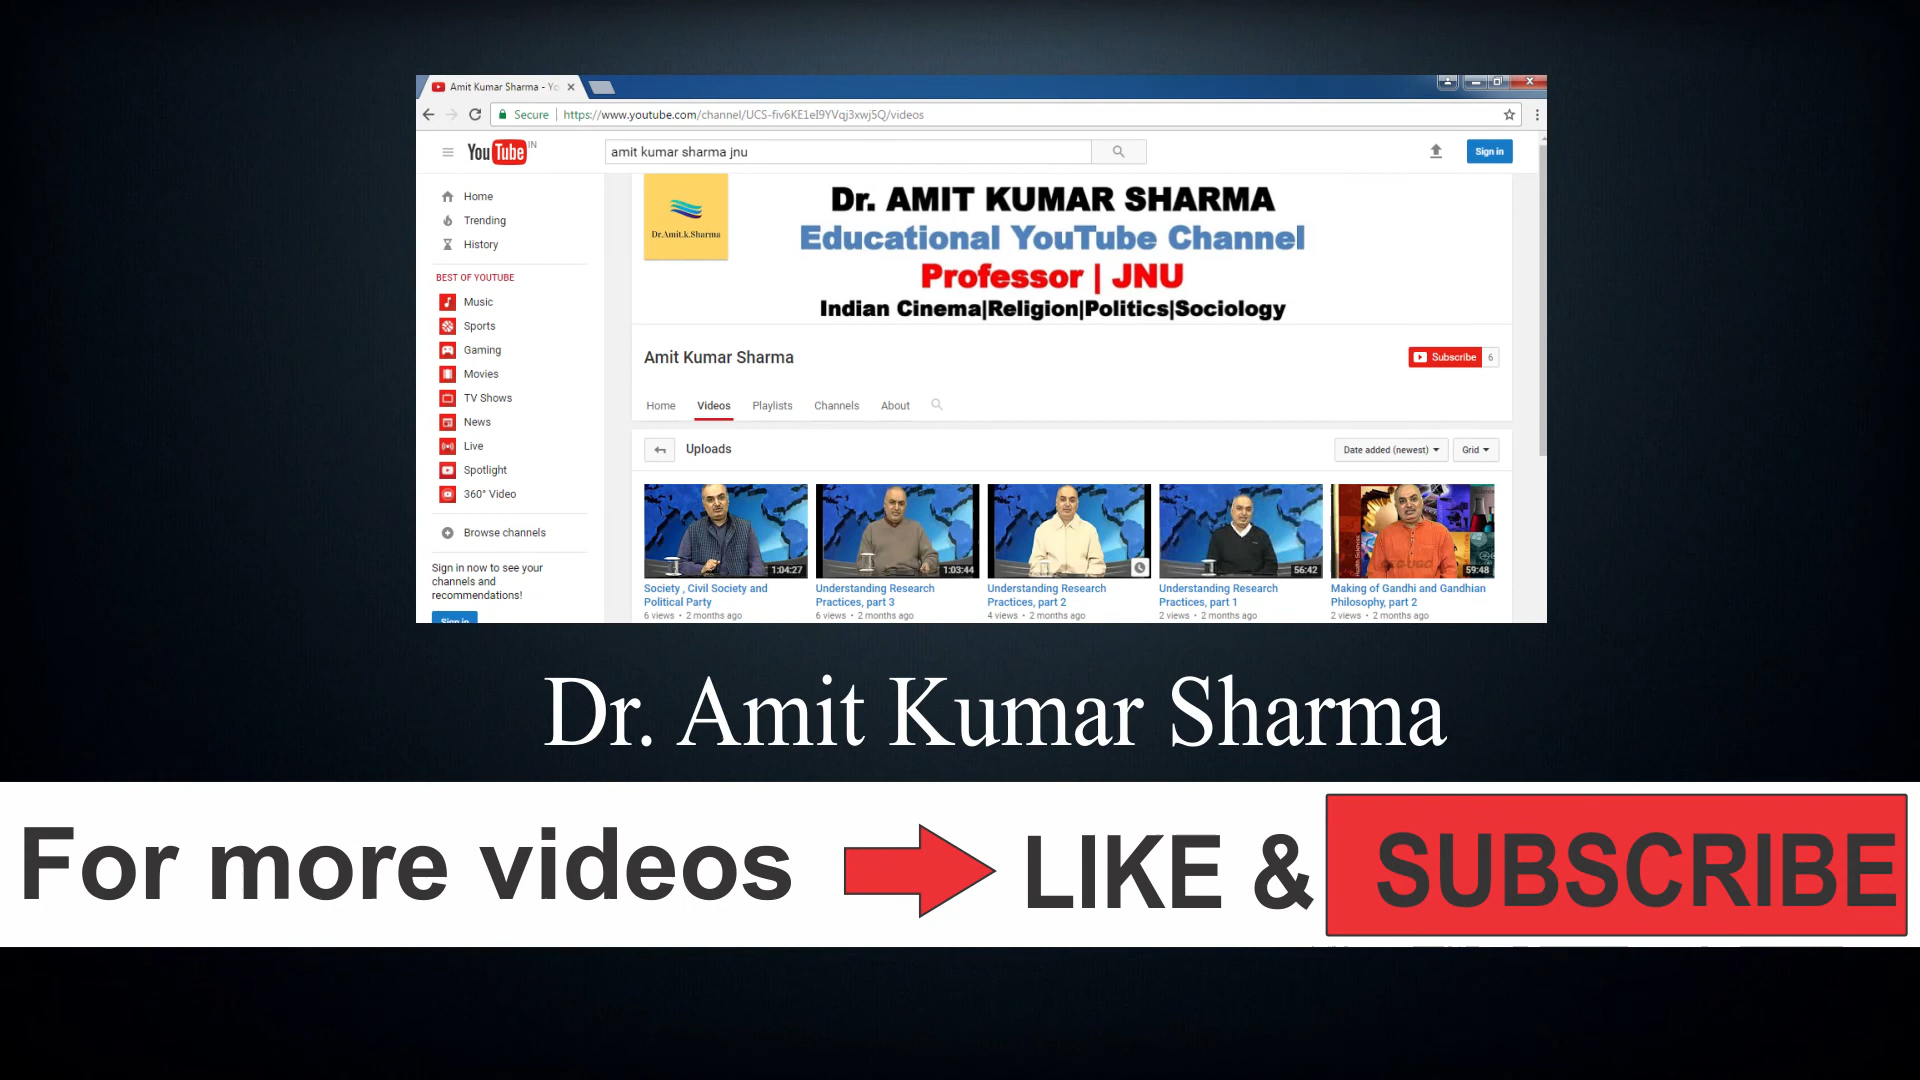 Amit Kumar Sharma - Yo
Secure https://www.youtube.com/channel/UCS-fiv6KE1eI9YVqj3xwj5Q/videos
YouTube IN
amit kumar sharma jnu
Sign in
Home
Trending
History
BEST OF YOUTUBE
Music
Sports
Gaming
Movies
TV Shows
News
Live
Spotlight
360° Video
Browse channels
Sign in now to see your
channels and
recommendations!
Sign in
Dr.Amit.k.Sharma
Dr. AMIT KUMAR SHARMA
Educational YouTube Channel
Professor | JNU
Indian Cinema|Religion|Politics|Sociology
Amit Kumar Sharma
Subscribe 6
Home Videos Playlists Channels About
Uploads
Date added (newest) Grid
1:04:27
Society , Civil Society and
Political Party
6 views • 2 months ago
1:03:44
Understanding Research
Practices, part 3
6 views • 2 months ago
Understanding Research
Practices, part 2
4 views • 2 months ago
56:42
Understanding Research
Practices, part 1
2 views • 2 months ago
59:48
Making of Gandhi and Gandhian
Philosophy, part 2
2 views • 2 months ago
Dr. Amit Kumar Sharma
For more videos LIKE & SUBSCRIBE